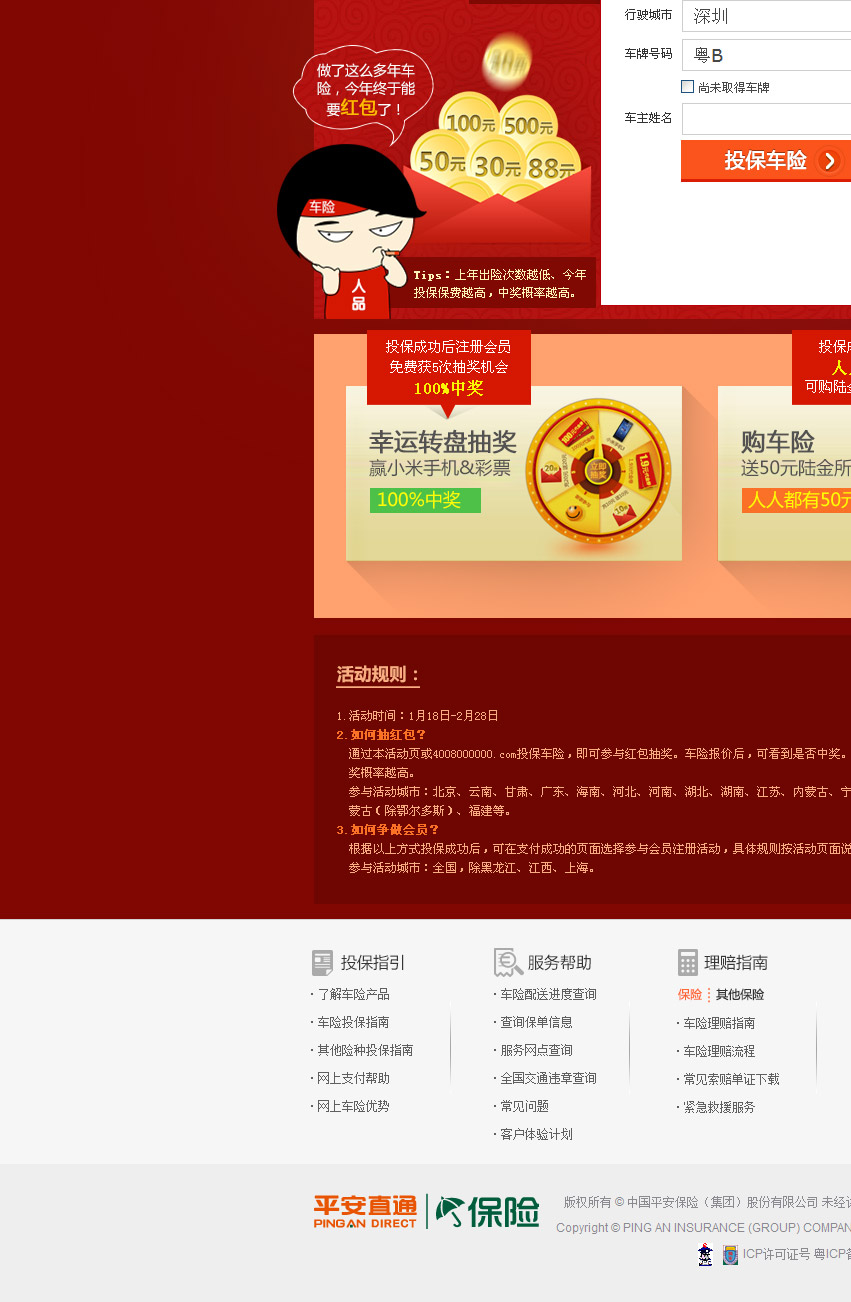 行驶城市
深圳
车牌号码
粤B
尚未取得车牌
车主姓名
投保车险
做了这么多年车
险，今年终于能
要红包了！
100元 500元
50元 30元 88元
车险
人品
Tips：上年出险次数越低、今年
投保保费越高，中奖概率越高。
投保成功后注册会员
免费获5次抽奖机会
100%中奖
幸运转盘抽奖
赢小米手机&彩票
100%中奖
立即
抽奖
购车险
送50元陆金所
人人都有50元
可购陆金
活动规则：
1.活动时间：1月18日-2月28日
2.如何抽红包？
通过本活动页或4008000000.com投保车险，即可参与红包抽奖。车险报价后，可看到是否中奖。
奖概率越高。
参与活动城市：北京、云南、甘肃、广东、海南、河北、河南、湖北、湖南、江苏、内蒙古、宁
蒙古（除鄂尔多斯）、福建等。
3.如何争做会员？
根据以上方式投保成功后，可在支付成功的页面选择参与会员注册活动，具体规则按活动页面说
参与活动城市：全国，除黑龙江、江西、上海。
投保指引
·了解车险产品
·车险投保指南
·其他险种投保指南
·网上支付帮助
·网上车险优势
服务帮助
·车险配送进度查询
·查询保单信息
·服务网点查询
·全国交通违章查询
·常见问题
·客户体验计划
理赔指南
保险 其他保险
·车险理赔指南
·车险理赔流程
·常见索赔单证下载
·紧急救援服务
平安直通
PING AN DIRECT
保险
版权所有 © 中国平安保险（集团）股份有限公司 未经
Copyright © PING AN INSURANCE (GROUP) COMPAN
ICP许可证号 粤ICP